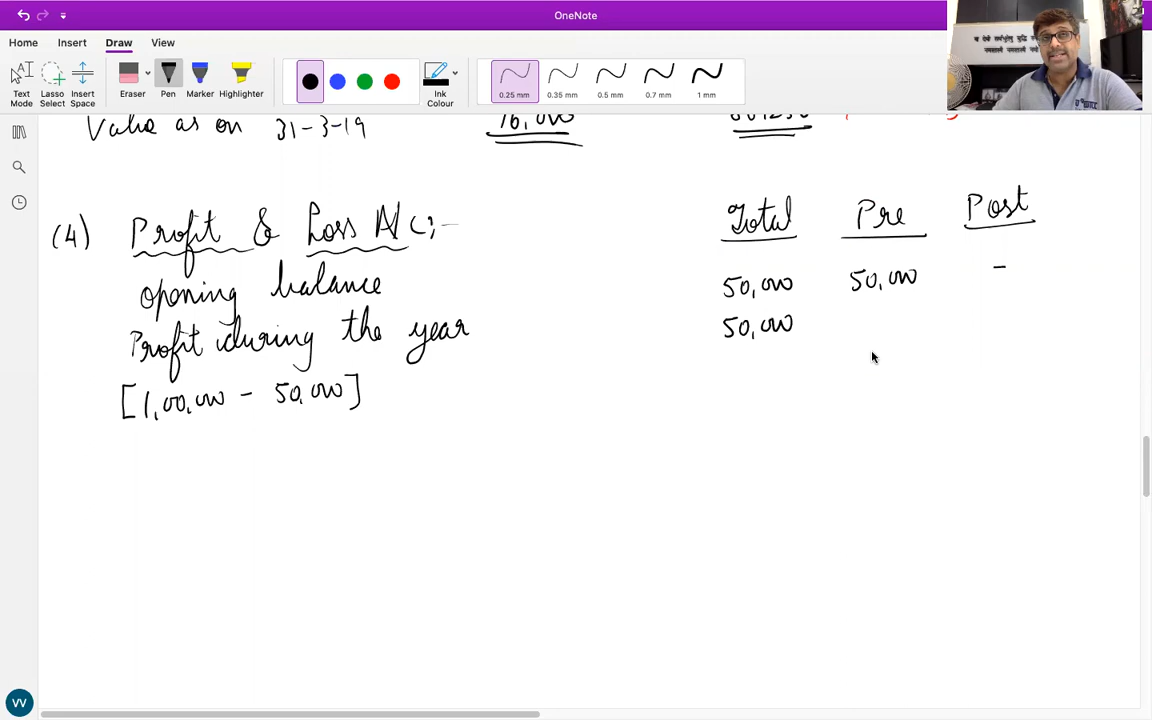 OneNote
Home Insert Draw View
Text Mode Lasso Select Insert Space Eraser Pen Marker Highlighter Ink Colour 0.25 mm 0.35 mm 0.5 mm 0.7 mm 1 mm
Value as on 31-3-19 16,000
Total Pre Post
(4) Profit & Loss A/c :-
opening balance 50,000 50,000 -
Profit during the year 50,000
[1,00,000 - 50,000]
VV